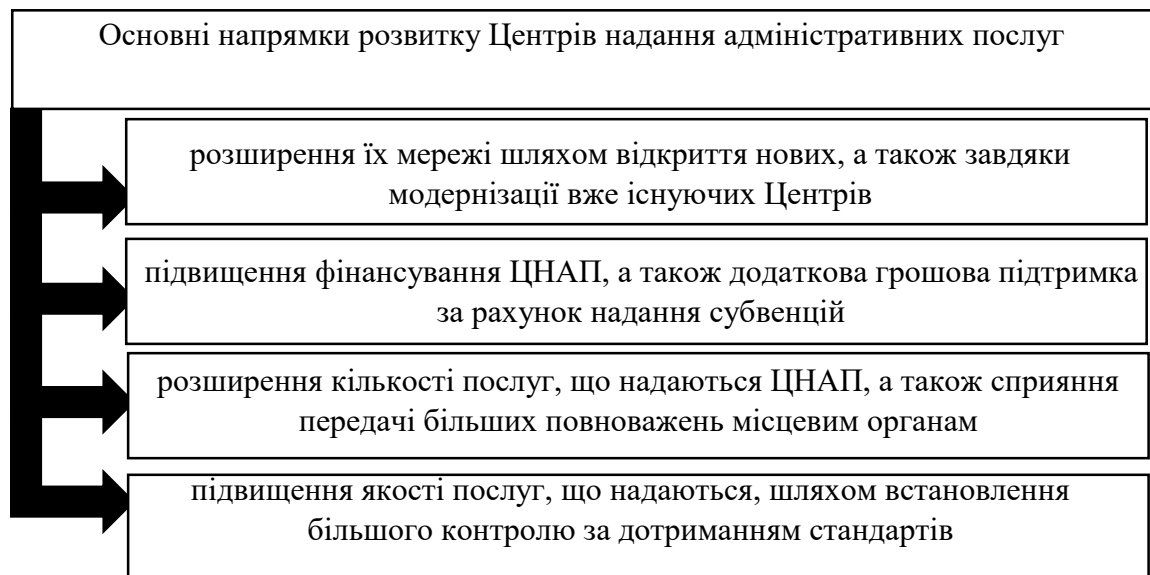 Основні напрямки розвитку Центрів надання адміністративних послуг
розширення їх мережі шляхом відкриття нових, а також завдяки
модернізації вже існуючих Центрів
підвищення фінансування ЦНАП, а також додаткова грошова підтримка
за рахунок надання субвенцій
розширення кількості послуг, що надаються ЦНАП, а також сприяння
передачі більших повноважень місцевим органам
підвищення якості послуг, що надаються, шляхом встановлення
більшого контролю за дотриманням стандартів